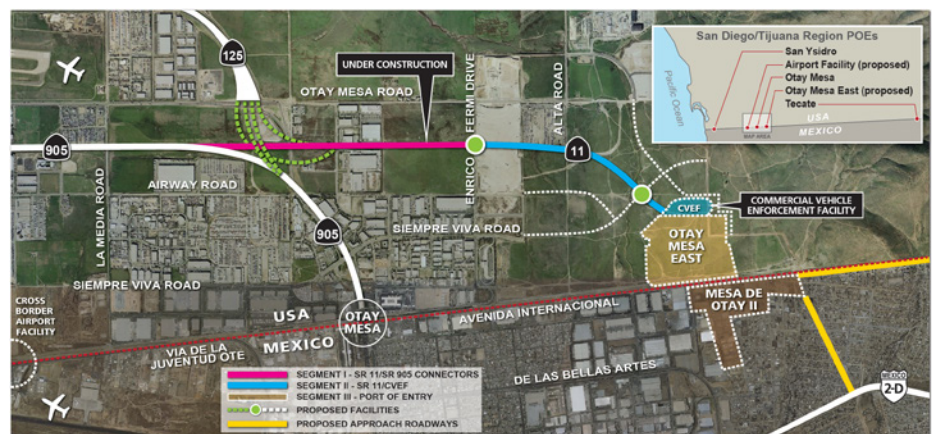 San Diego/Tijuana Region POEs
San Ysidro
Airport Facility (proposed)
Otay Mesa
Otay Mesa East (proposed)
Tecate
Pacific Ocean
USA
MEXICO
MAP AREA
125
UNDER CONSTRUCTION
OTAY MESA ROAD
ENRICO FERMI DRIVE
ALTA ROAD
905
11
LA MEDIA ROAD
AIRWAY ROAD
905
SIEMPRE VIVA ROAD
CVEF
COMMERCIAL VEHICLE
ENFORCEMENT FACILITY
OTAY
MESA
EAST
SIEMPRE VIVA ROAD
CROSS
BORDER
AIRPORT
FACILITY
USA
MEXICO
OTAY
MESA
AVENIDA INTERNACIONAL
MESA DE
OTAY II
VIA DE LA
JUVENTUD OTE
DE LAS BELLAS ARTES
MEXICO
2-D
SEGMENT I - SR 11/SR 905 CONNECTORS
SEGMENT II - SR 11/CVEF
SEGMENT III - PORT OF ENTRY
PROPOSED FACILITIES
PROPOSED APPROACH ROADWAYS